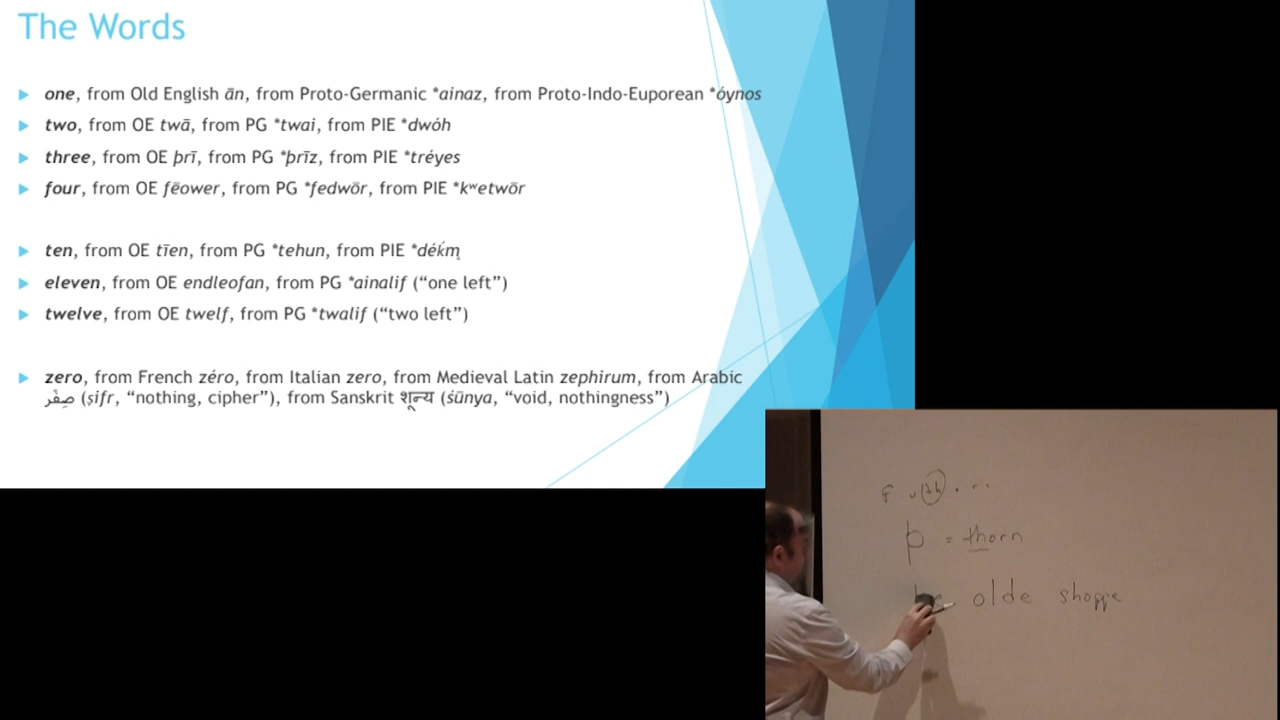 The Words
one, from Old English ān, from Proto-Germanic *ainaz, from Proto-Indo-Euporean *óynos
two, from OE twā, from PG *twai, from PIE *dwóh
three, from OE þrī, from PG *þrīz, from PIE *tréyes
four, from OE fēower, from PG *fedwōr, from PIE *kʷetwōr
ten, from OE tīen, from PG *tehun, from PIE *déḱm̥
eleven, from OE endleofan, from PG *ainalif (“one left”)
twelve, from OE twelf, from PG *twalif (“two left”)
zero, from French zéro, from Italian zero, from Medieval Latin zephirum, from Arabic
صِفْر (ṣifr, “nothing, cipher”), from Sanskrit शून्य (śūnya, “void, nothingness”)
F u th . . .
þ = thorn
olde shoppe